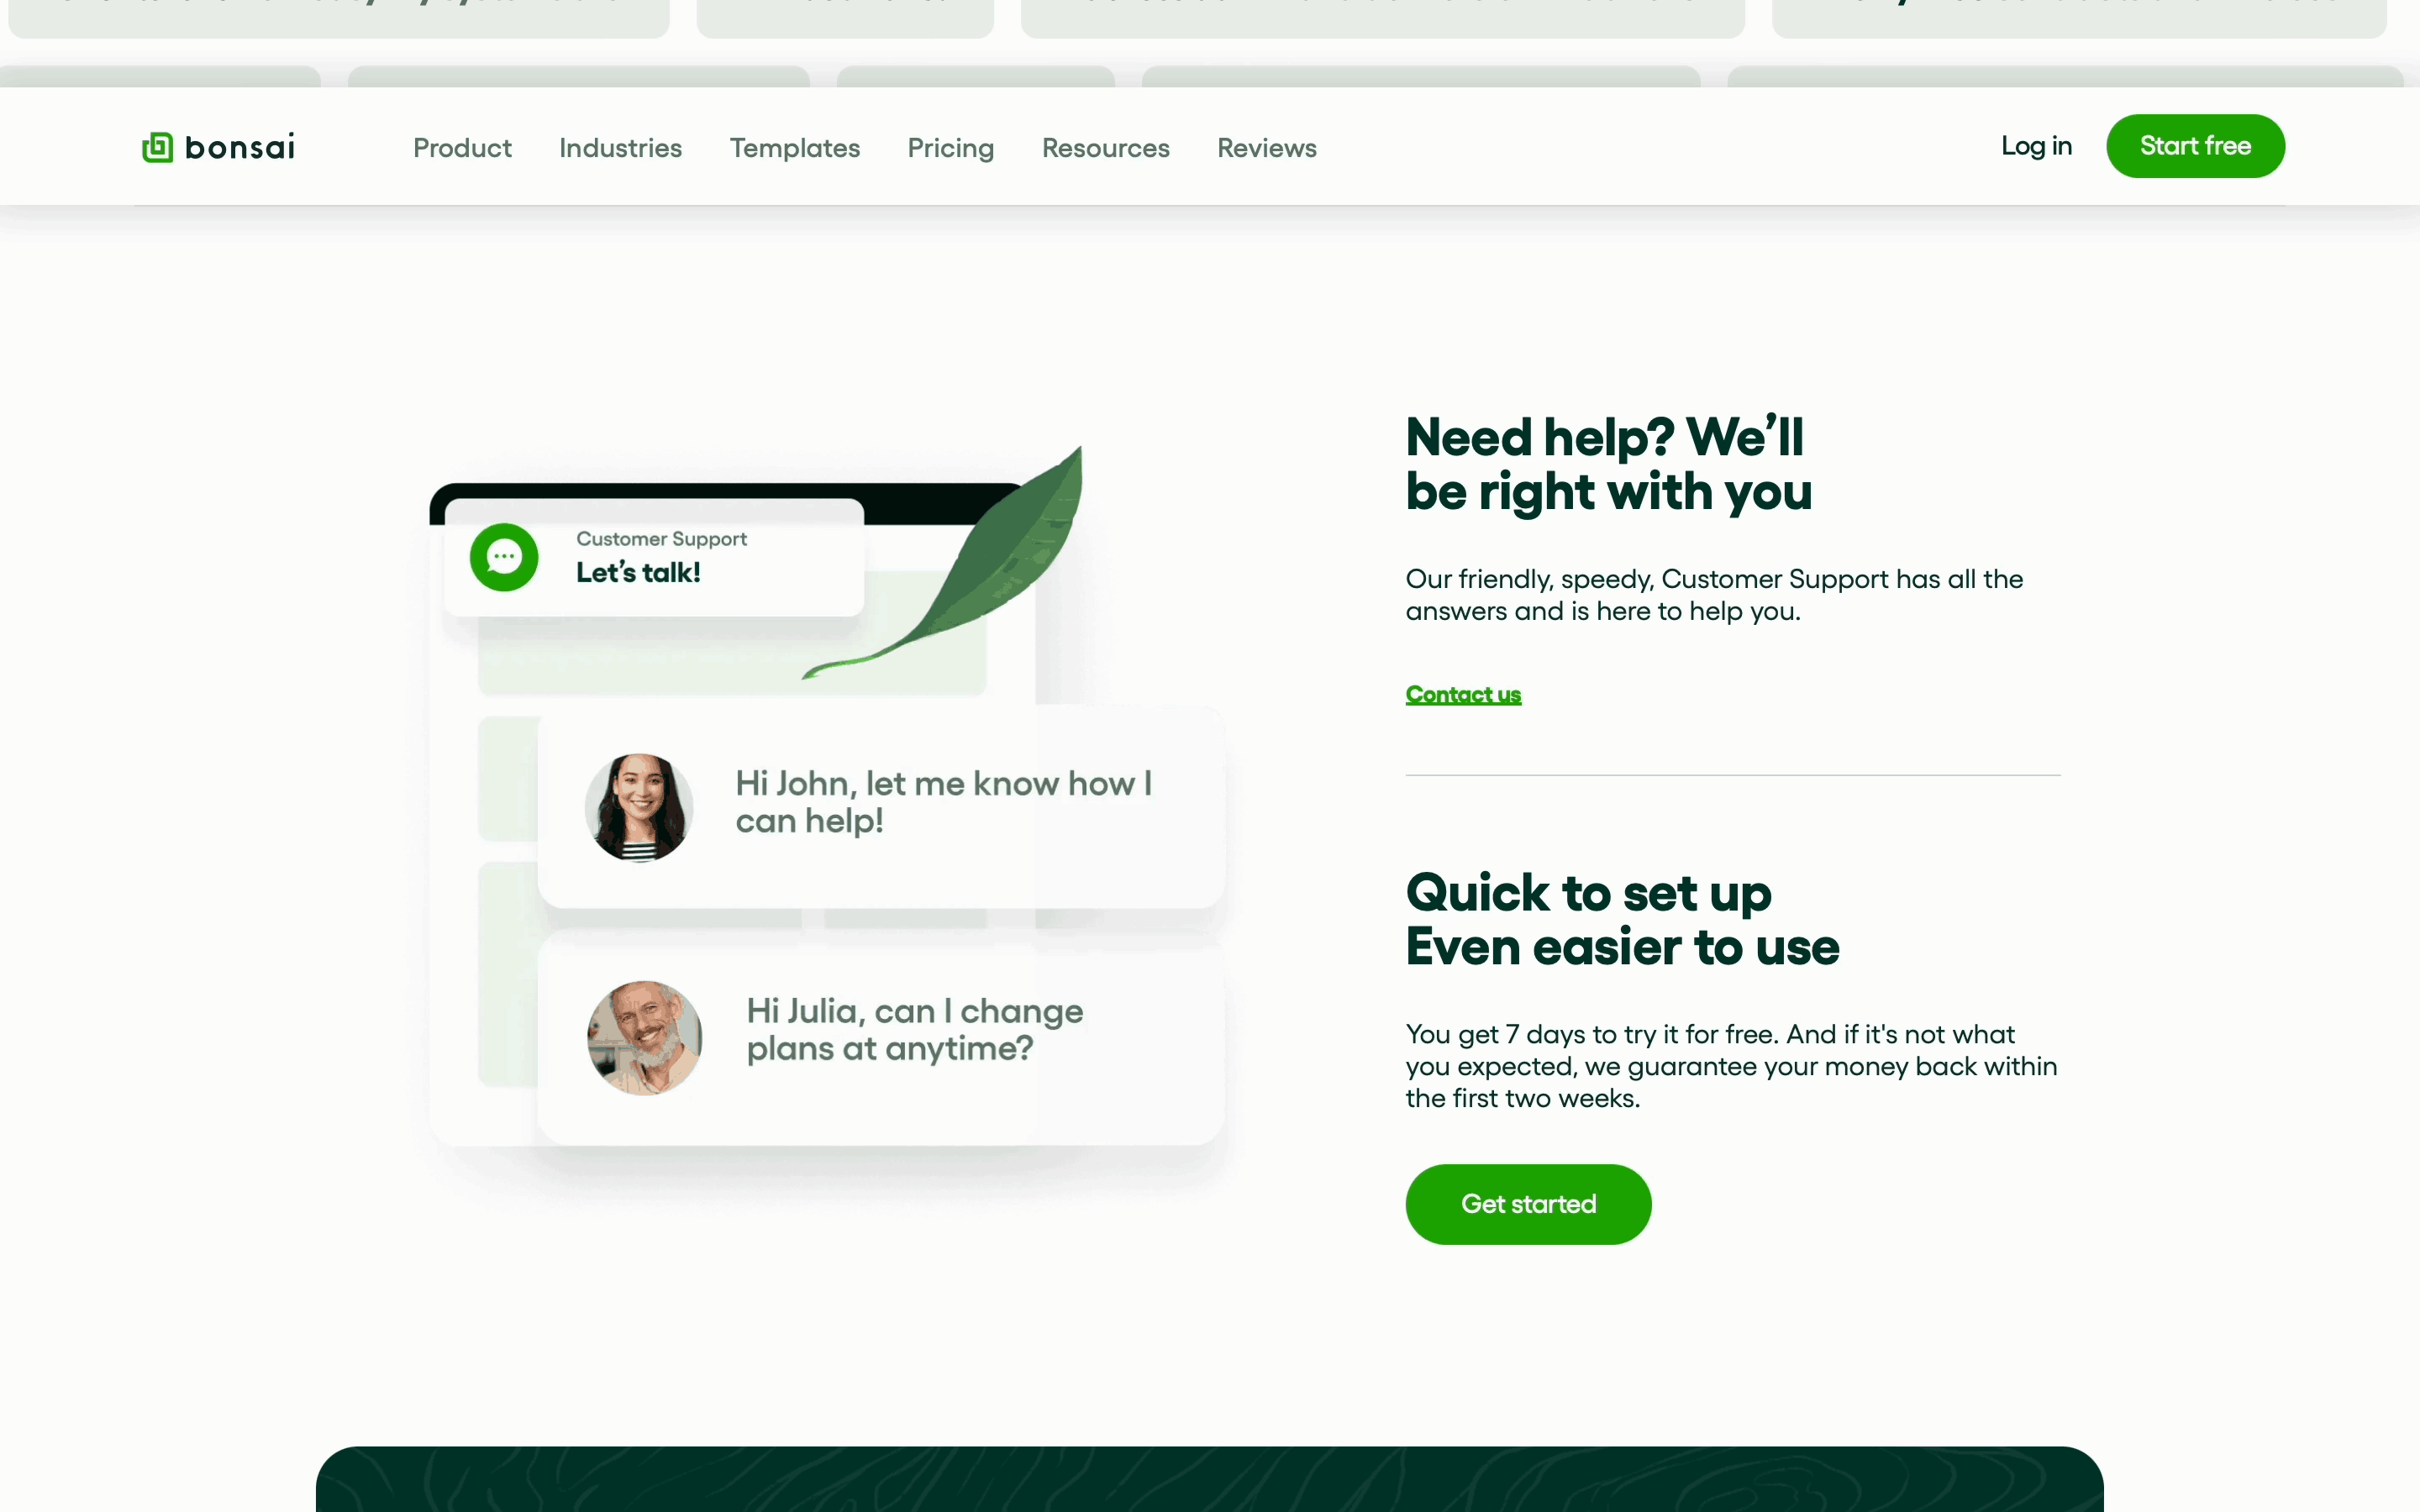 bonsai
Product
Industries
Templates
Pricing
Resources
Reviews
Log in
Start free
Customer Support
Let's talk!
Hi John, let me know how I
can help!
Hi Julia, can I change
plans at anytime?
Need help? We'll
be right with you
Our friendly, speedy, Customer Support has all the
answers and is here to help you.
Contact us
Quick to set up
Even easier to use
You get 7 days to try it for free. And if it's not what
you expected, we guarantee your money back within
the first two weeks.
Get started